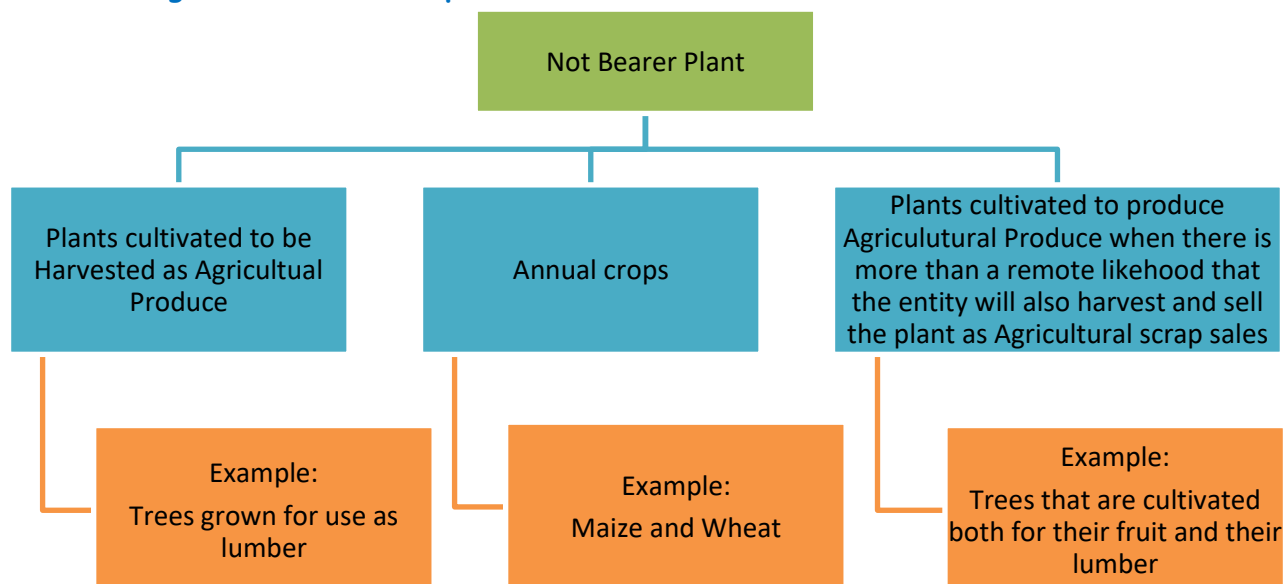 Not Bearer Plant
Plants cultivated to be
Harvested as Agricultual
Produce
Annual crops
Plants cultivated to produce
Agriculutural Produce when there is
more than a remote likehood that
the entity will also harvest and sell
the plant as Agricultural scrap sales
Example:
Trees grown for use as
lumber
Example:
Maize and Wheat
Example:
Trees that are cultivated
both for their fruit and their
lumber